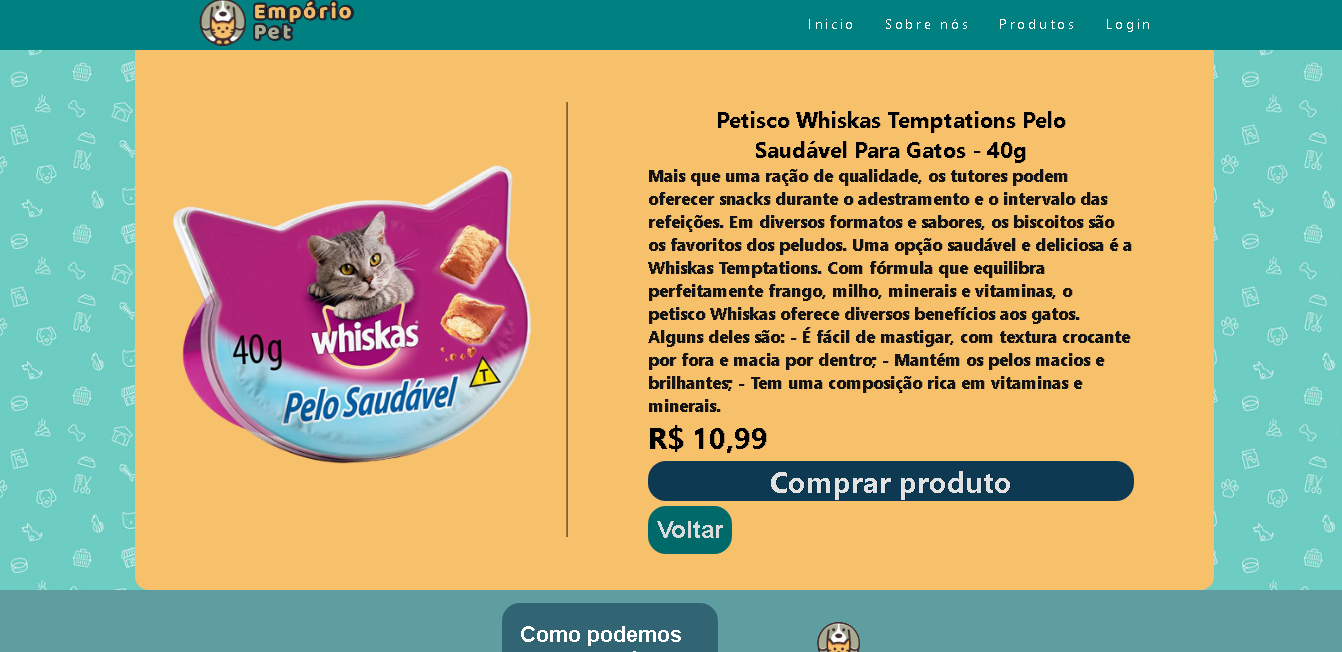 Empório
Pet
Inicio Sobre nós Produtos Login
Petisco Whiskas Temptations Pelo
Saudável Para Gatos - 40g
Mais que uma ração de qualidade, os tutores podem
oferecer snacks durante o adestramento e o intervalo das
refeições. Em diversos formatos e sabores, os biscoitos são
os favoritos dos peludos. Uma opção saudável e deliciosa é a
Whiskas Temptations. Com fórmula que equilibra
perfeitamente frango, milho, minerais e vitaminas, o
petisco Whiskas oferece diversos benefícios aos gatos.
Alguns deles são: - É fácil de mastigar, com textura crocante
por fora e macia por dentro; - Mantém os pelos macios e
brilhantes; - Tem uma composição rica em vitaminas e
minerais.
R$ 10,99
Comprar produto
Voltar
whiskas
40g
T
Pelo Saudável
Como podemos